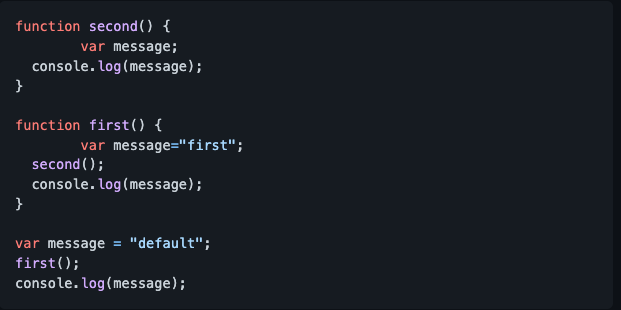 function second() {
        var message;
  console.log(message);
}

function first() {
        var message="first";
  second();
  console.log(message);
}

var message = "default";
first();
console.log(message);